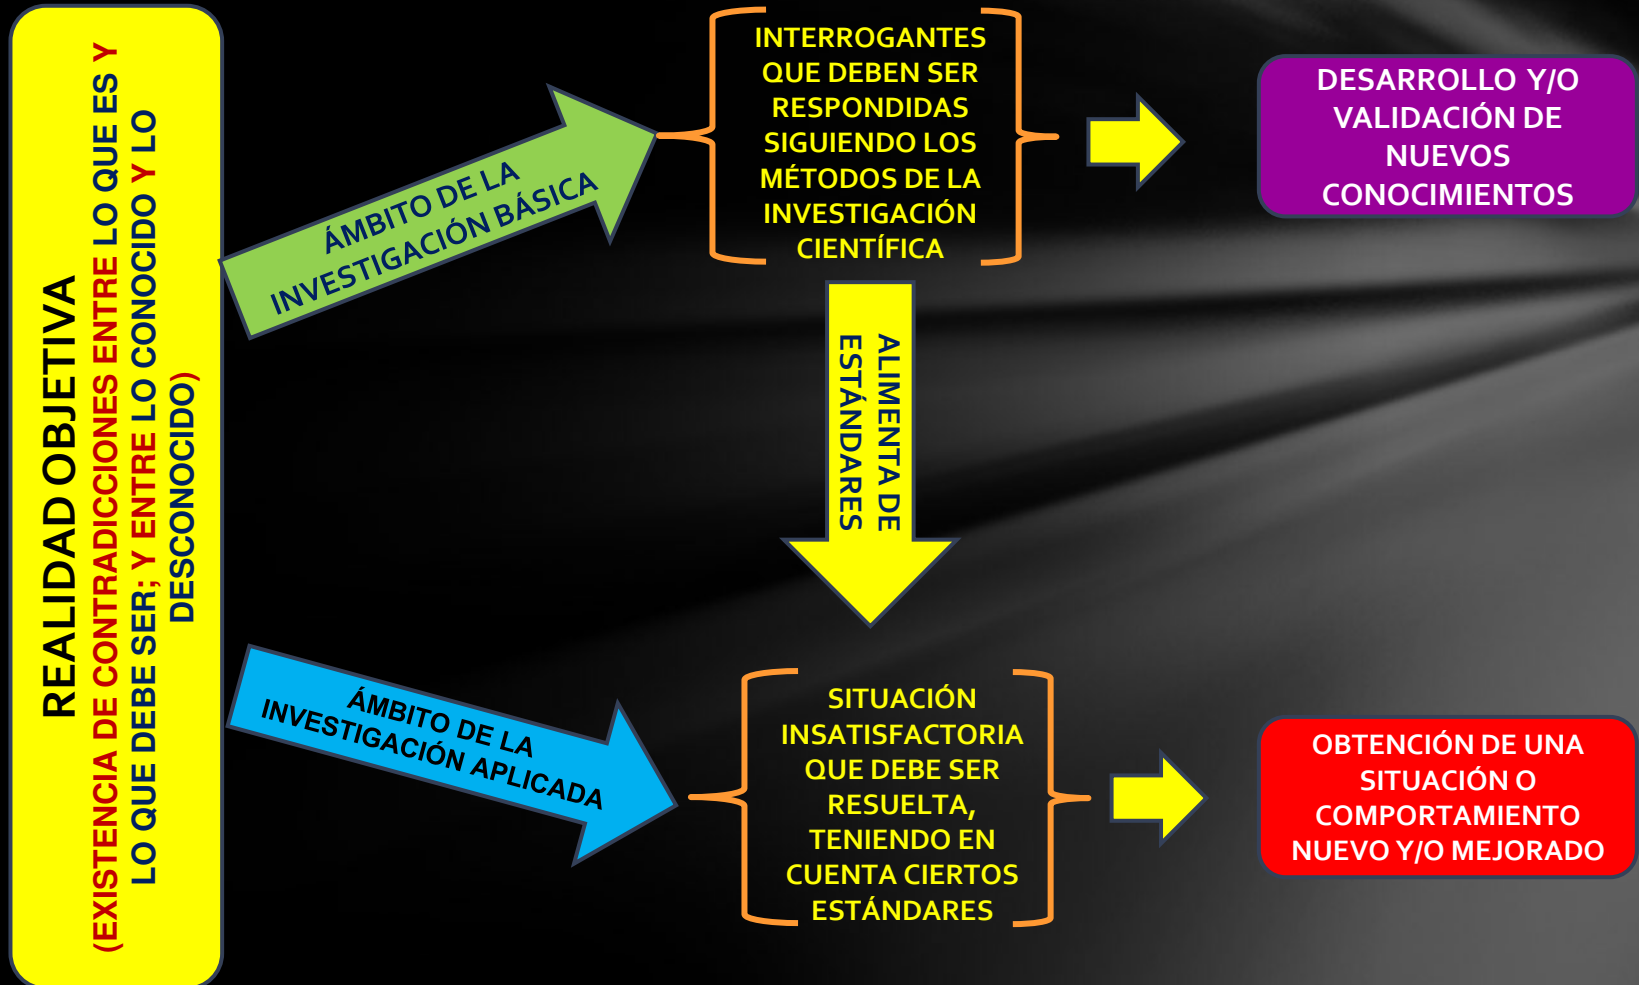 REALIDAD OBJETIVA
(EXISTENCIA DE CONTRADICCIONES ENTRE LO QUE ES Y
LO QUE DEBE SER; Y ENTRE LO CONOCIDO Y LO
DESCONOCIDO)
ÁMBITO DE LA
INVESTIGACIÓN BÁSICA
INTERROGANTES
QUE DEBEN SER
RESPONDIDAS
SIGUIENDO LOS
MÉTODOS DE LA
INVESTIGACIÓN
CIENTÍFICA
DESARROLLO Y/O
VALIDACIÓN DE
NUEVOS
CONOCIMIENTOS
ALIMENTA DE
ESTÁNDARES
ÁMBITO DE LA
INVESTIGACIÓN APLICADA
SITUACIÓN
INSATISFACTORIA
QUE DEBE SER
RESUELTA,
TENIENDO EN
CUENTA CIERTOS
ESTÁNDARES
OBTENCIÓN DE UNA
SITUACIÓN O
COMPORTAMIENTO
NUEVO Y/O MEJORADO